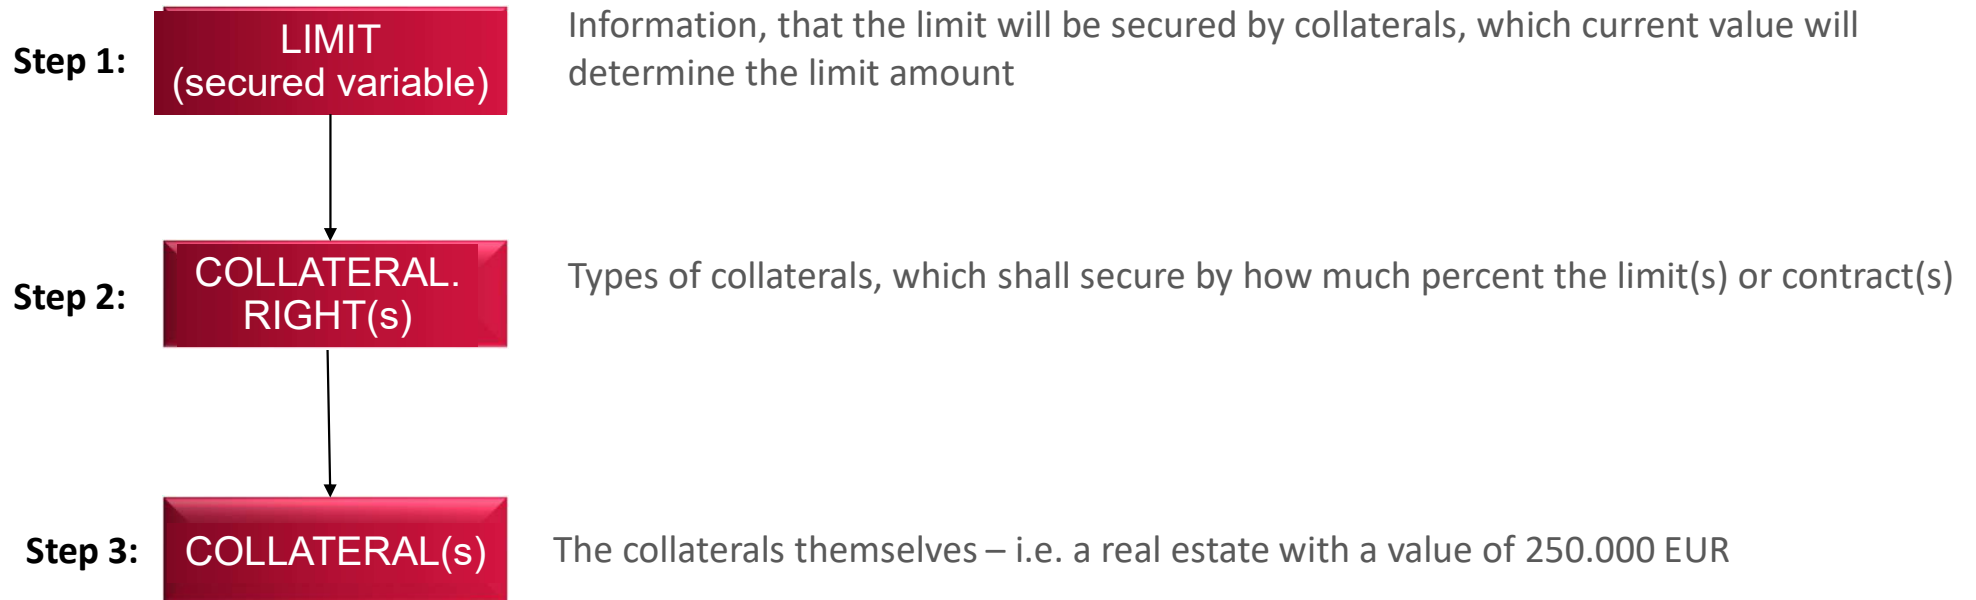 Step 1:
LIMIT
(secured variable)
Information, that the limit will be secured by collaterals, which current value will
determine the limit amount
Step 2:
COLLATERAL.
RIGHT(s)
Types of collaterals, which shall secure by how much percent the limit(s) or contract(s)
Step 3:
COLLATERAL(s)
The collaterals themselves – i.e. a real estate with a value of 250.000 EUR